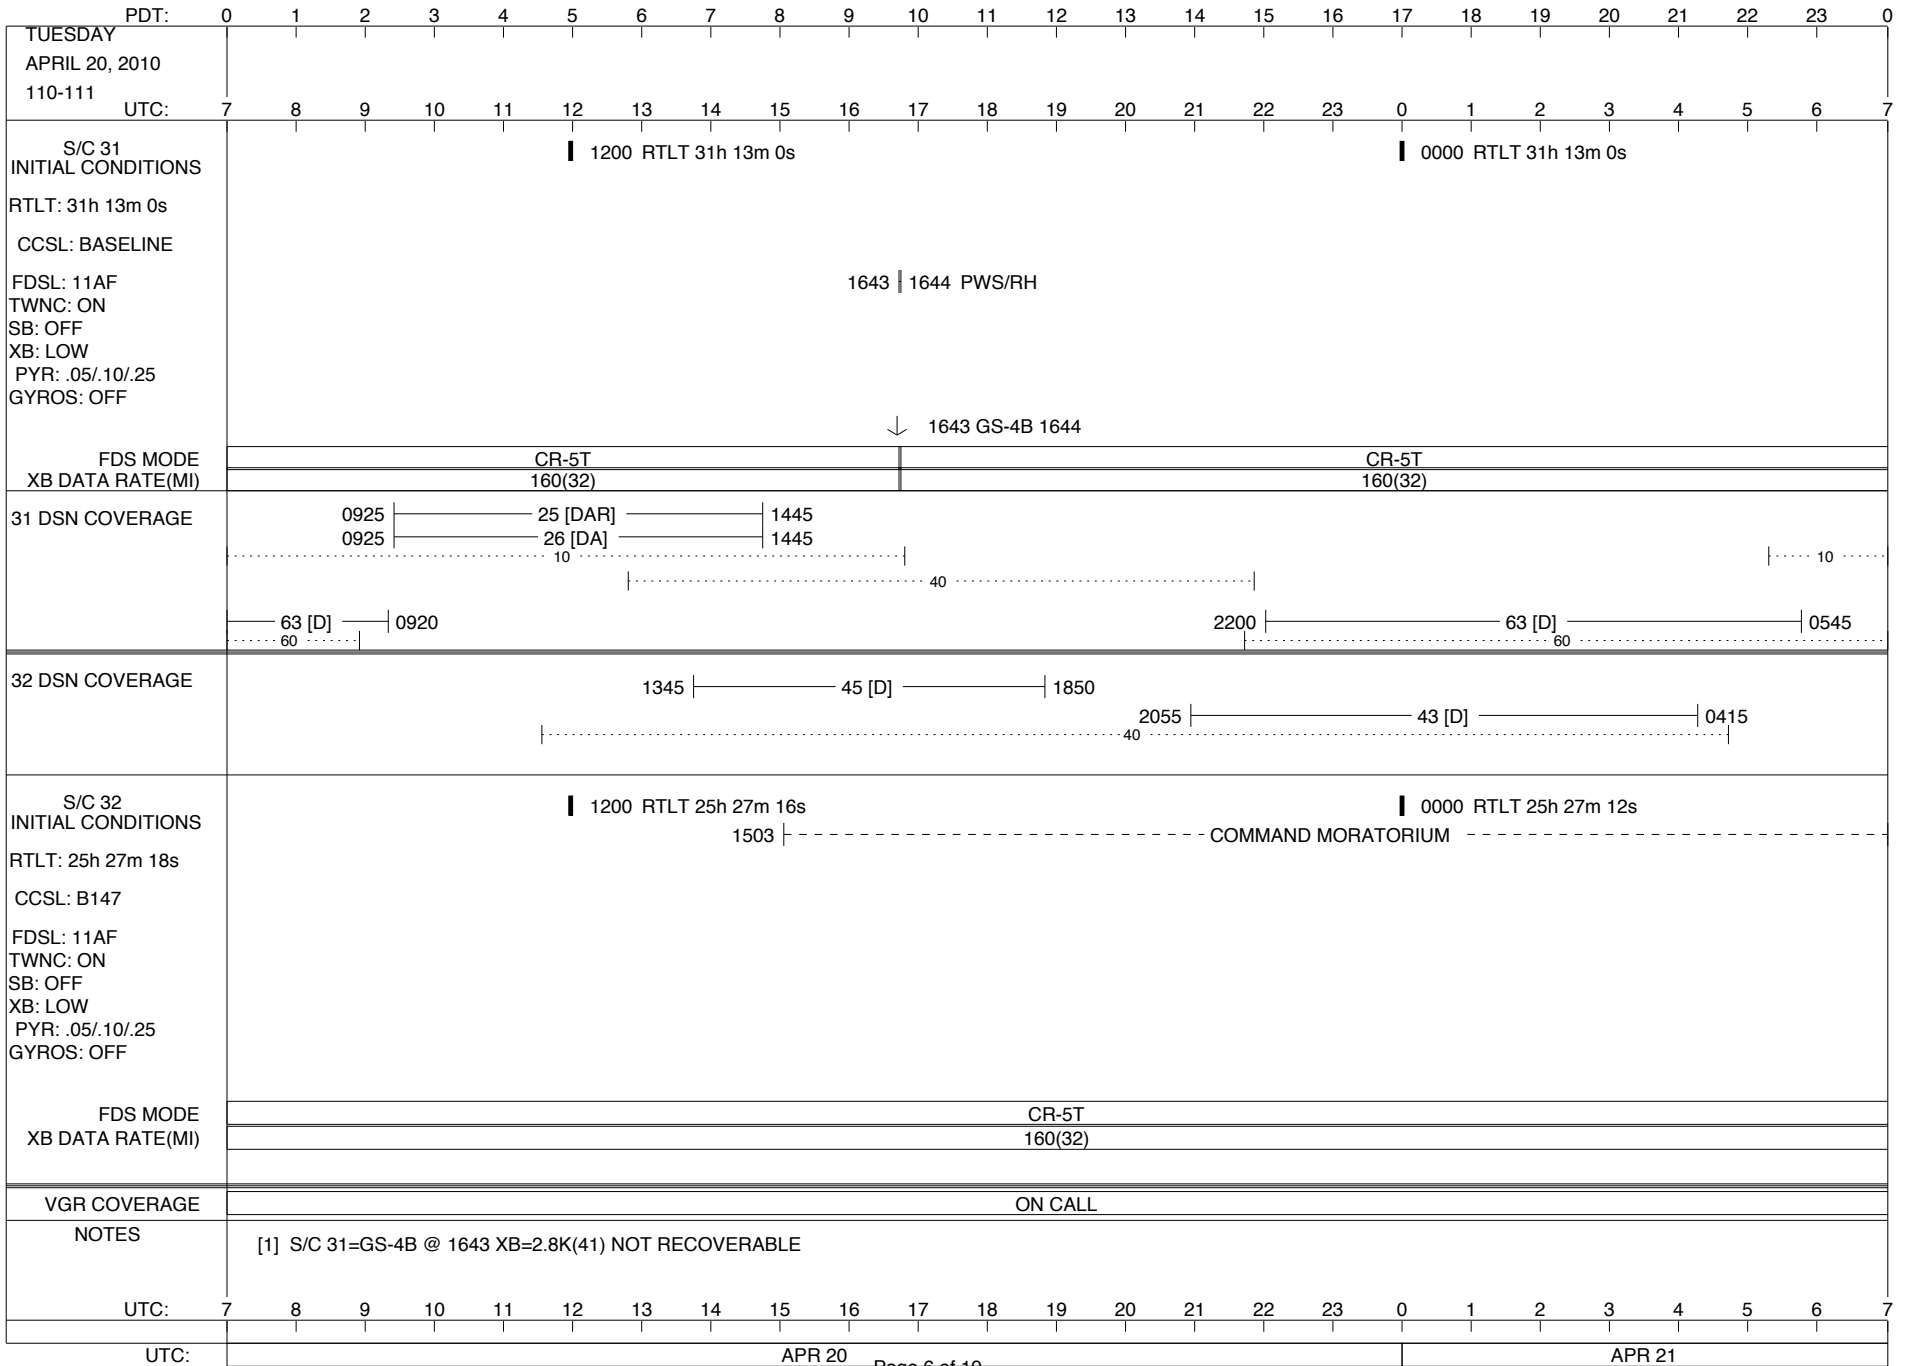 PDT: 0 1 2 3 4 5 6 7 8 9 10 11 12 13 14 15 16 17 18 19 20 21 22 23 0
TUESDAY
APRIL 20, 2010
110-111
UTC: 7 8 9 10 11 12 13 14 15 16 17 18 19 20 21 22 23 0 1 2 3 4 5 6 7
S/C 31
INITIAL CONDITIONS
1200 RTLT 31h 13m 0s
0000 RTLT 31h 13m 0s
RTLT: 31h 13m 0s
CCSL: BASELINE
FDSL: 11AF
1643 1644 PWS/RH
TWNC: ON
SB: OFF
XB: LOW
PYR: .05/.10/.25
GYROS: OFF
1643 GS-4B 1644
FDS MODE CR-5T CR-5T
XB DATA RATE(MI) 160(32) 160(32)
31 DSN COVERAGE
0925 25 [DAR] 1445
0925 26 [DA] 1445
10 10
40
63 [D] 0920 2200 63 [D] 0545
60 60
32 DSN COVERAGE
1345 45 [D] 1850
2055 43 [D] 0415
40
S/C 32
INITIAL CONDITIONS
1200 RTLT 25h 27m 16s
0000 RTLT 25h 27m 12s
1503 COMMAND MORATORIUM
RTLT: 25h 27m 18s
CCSL: B147
FDSL: 11AF
TWNC: ON
SB: OFF
XB: LOW
PYR: .05/.10/.25
GYROS: OFF
FDS MODE CR-5T
XB DATA RATE(MI) 160(32)
VGR COVERAGE ON CALL
NOTES
[1] S/C 31=GS-4B @ 1643 XB=2.8K(41) NOT RECOVERABLE
UTC: 7 8 9 10 11 12 13 14 15 16 17 18 19 20 21 22 23 0 1 2 3 4 5 6 7
UTC: APR 20 APR 21
Page 6 of 19